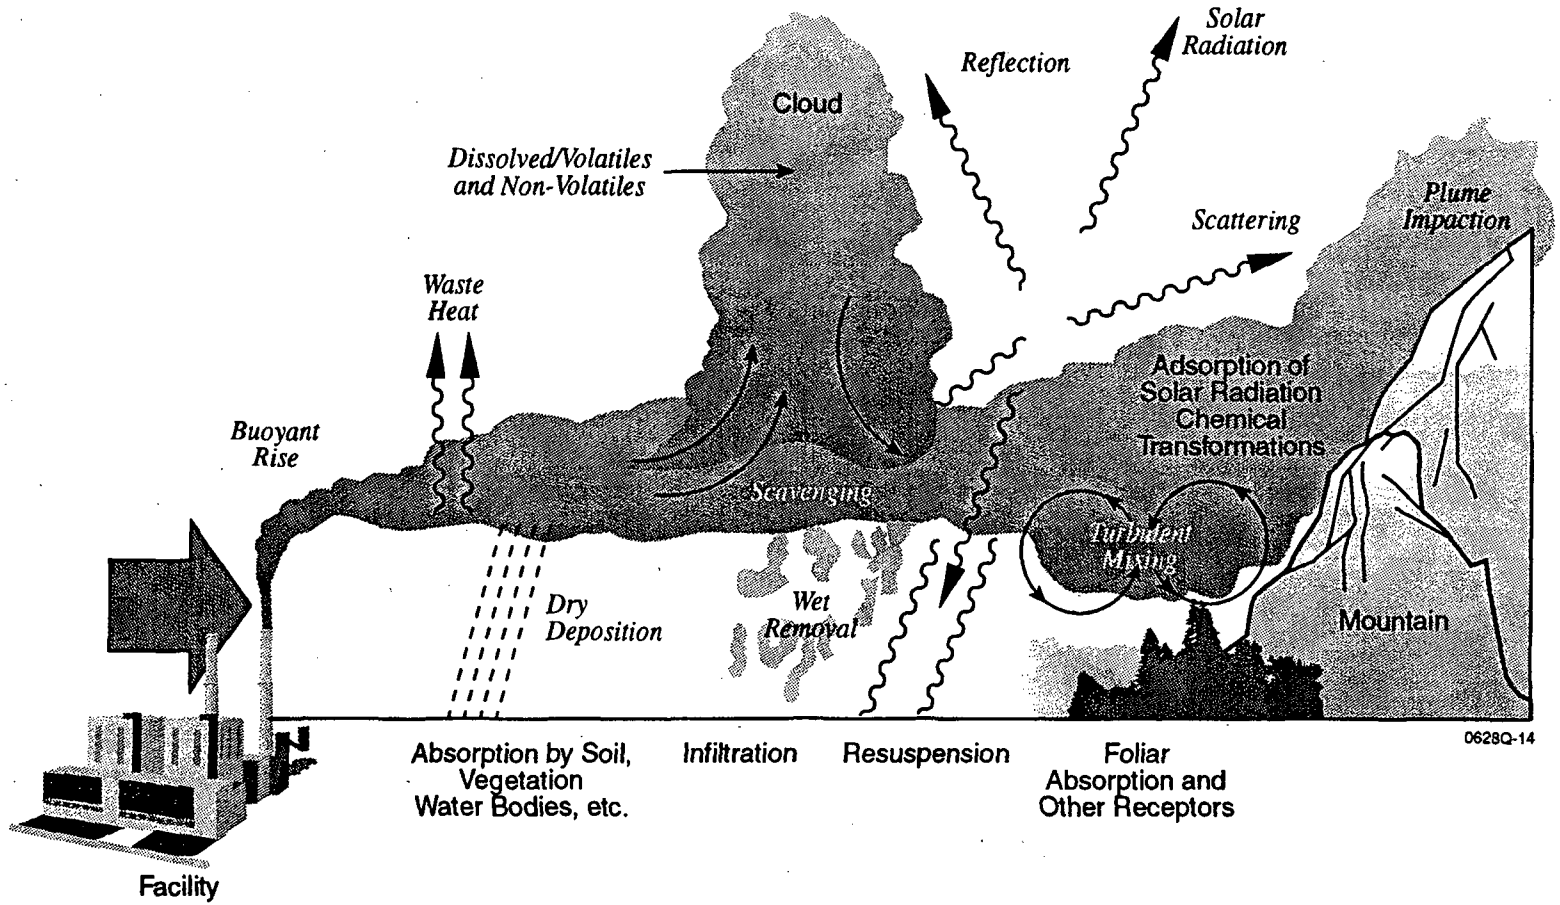 Solar
Radiation
Reflection
Cloud
Dissolved/Volatiles
and Non-Volatiles
Plume
Impaction
Scattering
Waste
Heat
Buoyant
Rise
Adsorption of
Solar Radiation
Chemical
Transformations
Scavenging
Turbulent
Mixing
Dry
Deposition
Wet
Removal
Mountain
0628Q-14
Absorption by Soil,
Vegetation
Water Bodies, etc.
Infiltration
Resuspension
Foliar
Absorption and
Other Receptors
Facility